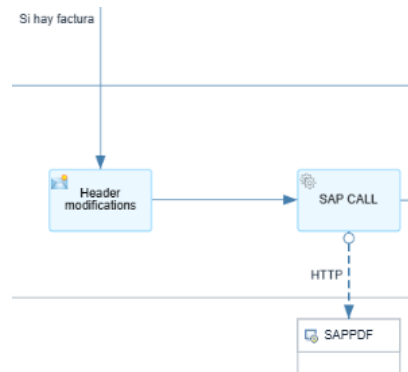 Si hay factura
Header
modifications
SAP CALL
HTTP
SAPPDF